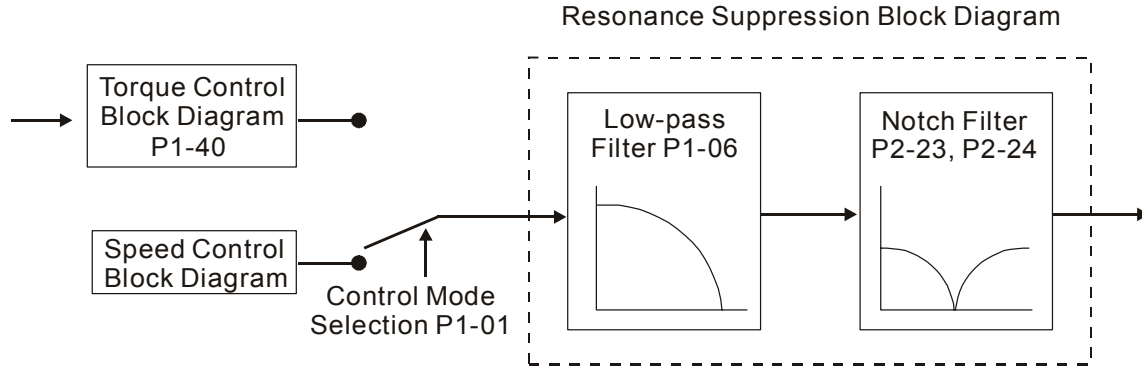 Resonance Suppression Block Diagram
Torque Control
Block Diagram
P1-40
Speed Control
Block Diagram
Control Mode
Selection P1-01
Low-pass
Filter P1-06
Notch Filter
P2-23, P2-24